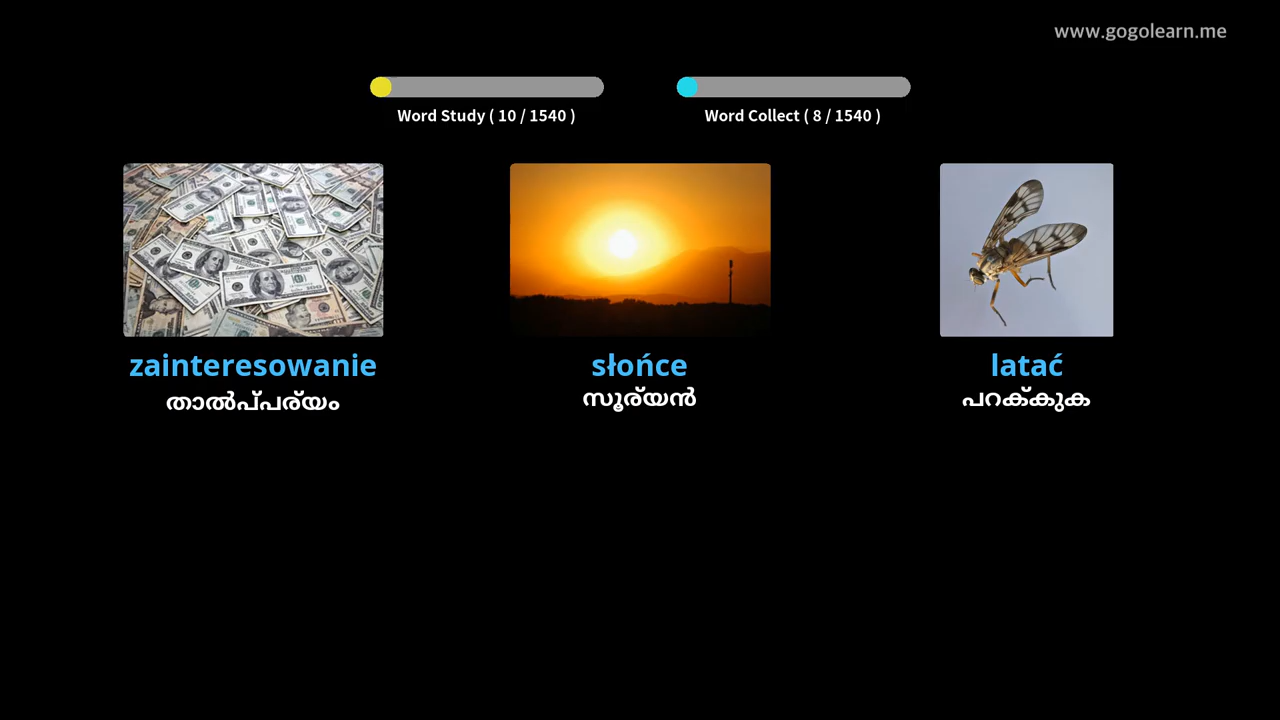 www.gogolearn.me
Word Study ( 10 / 1540 )
Word Collect ( 8 / 1540 )
zainteresowanie
താൽപ്പര്യം
słońce
സൂര്യൻ
latać
പറക്കുക